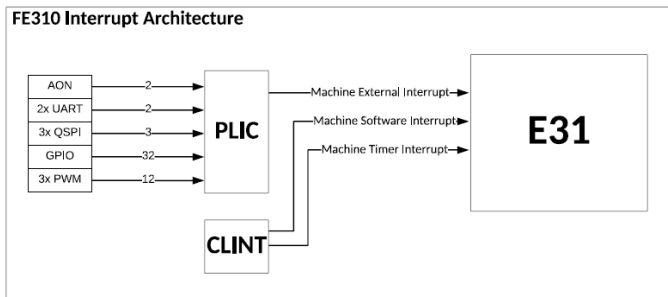 FE310 Interrupt Architecture
AON
2
2x UART
2
3x QSPI
3
GPIO
32
3x PWM
12
PLIC
CLINT
Machine External Interrupt
Machine Software Interrupt
Machine Timer Interrupt
E31